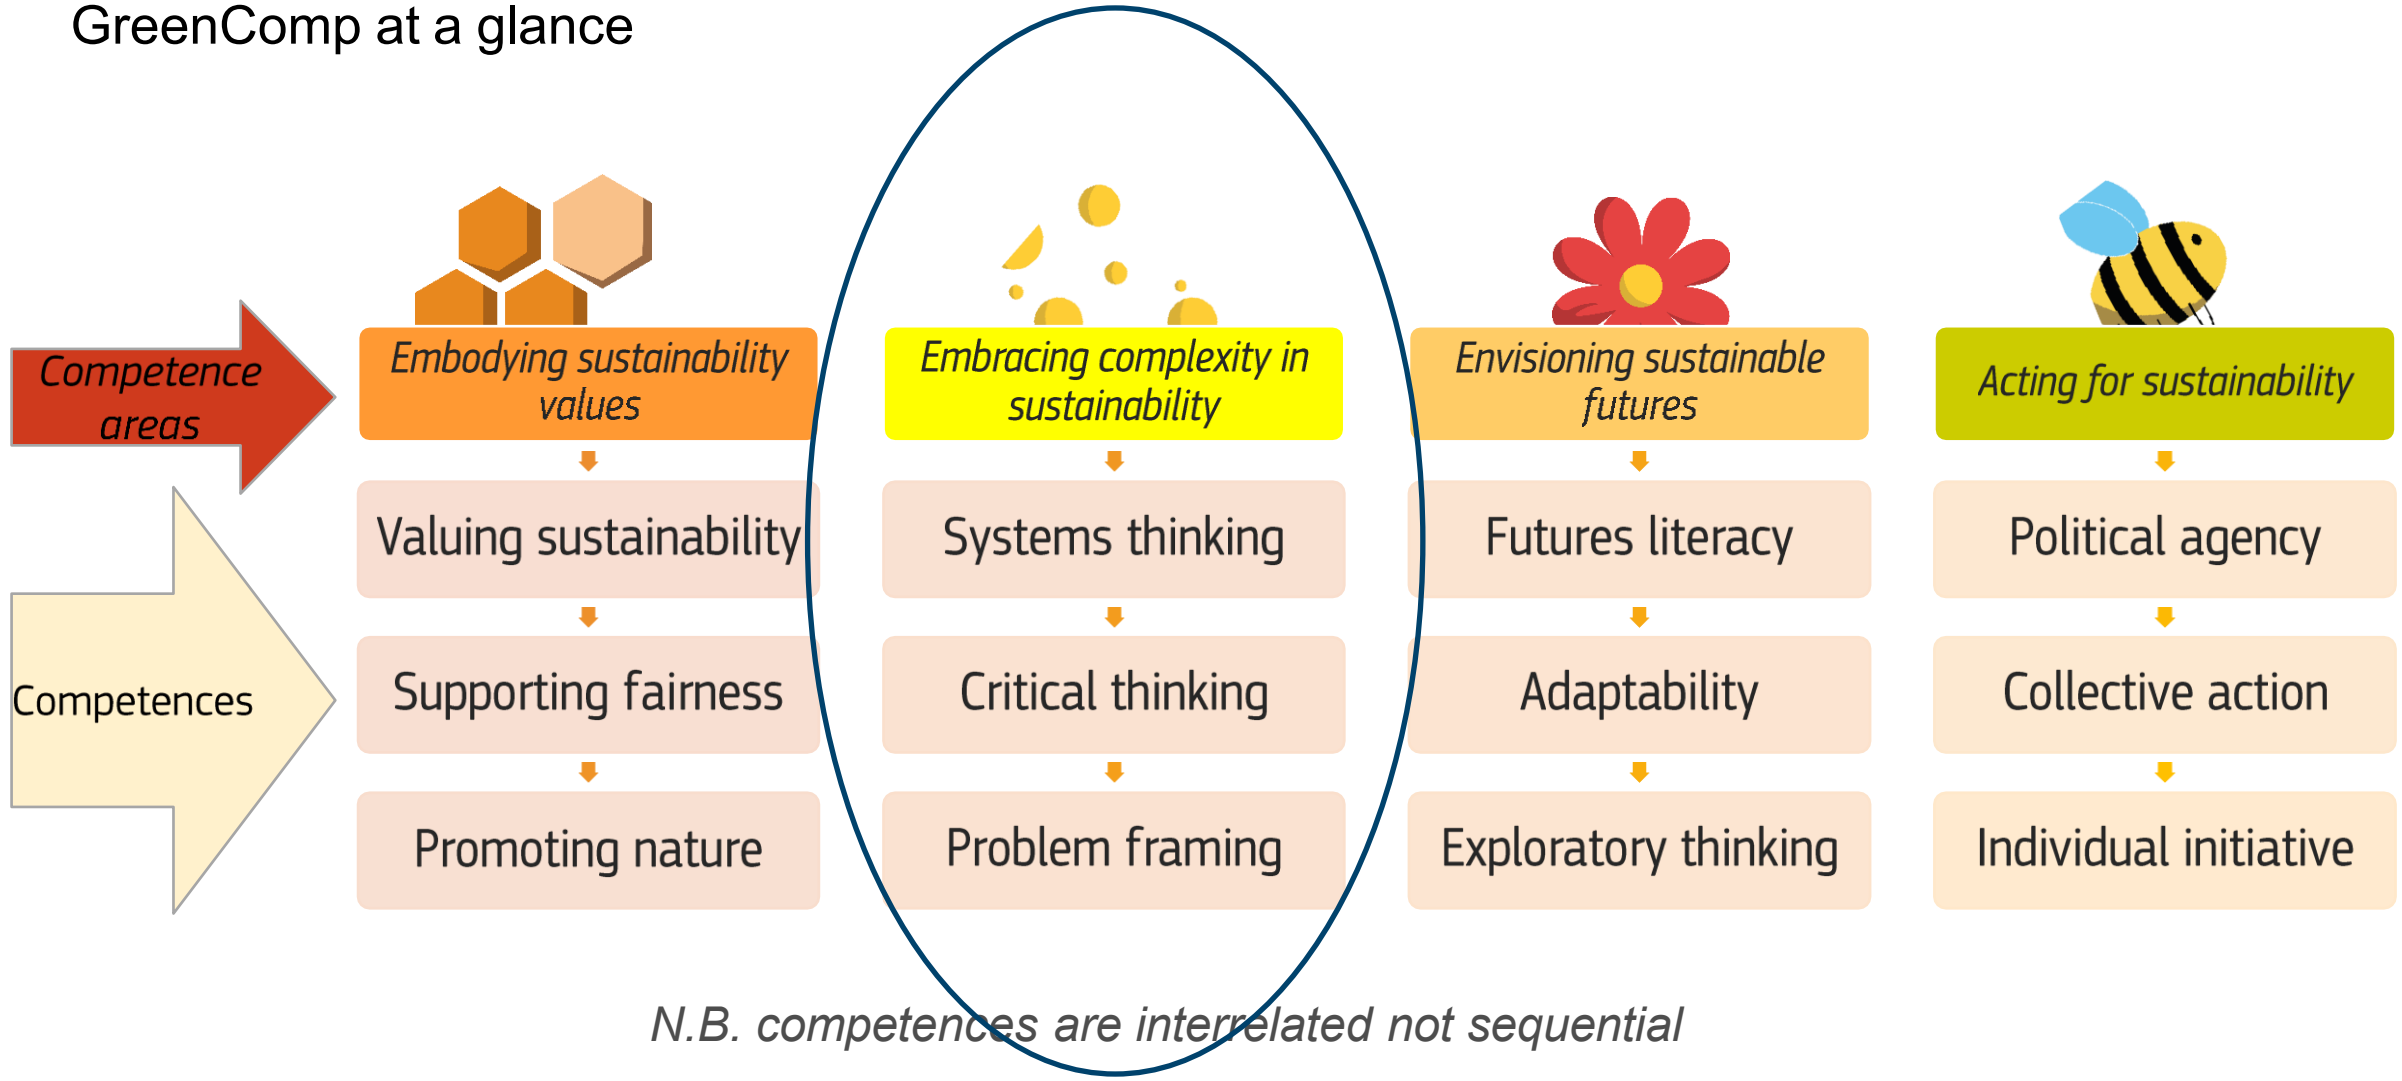 GreenComp at a glance
Competence
areas
Embodying sustainability
values
Embracing complexity in
sustainability
Envisioning sustainable
futures
Acting for sustainability
Competences
Valuing sustainability
Systems thinking
Futures literacy
Political agency
Supporting fairness
Critical thinking
Adaptability
Collective action
Promoting nature
Problem framing
Exploratory thinking
Individual initiative
N.B. competences are interrelated not sequential